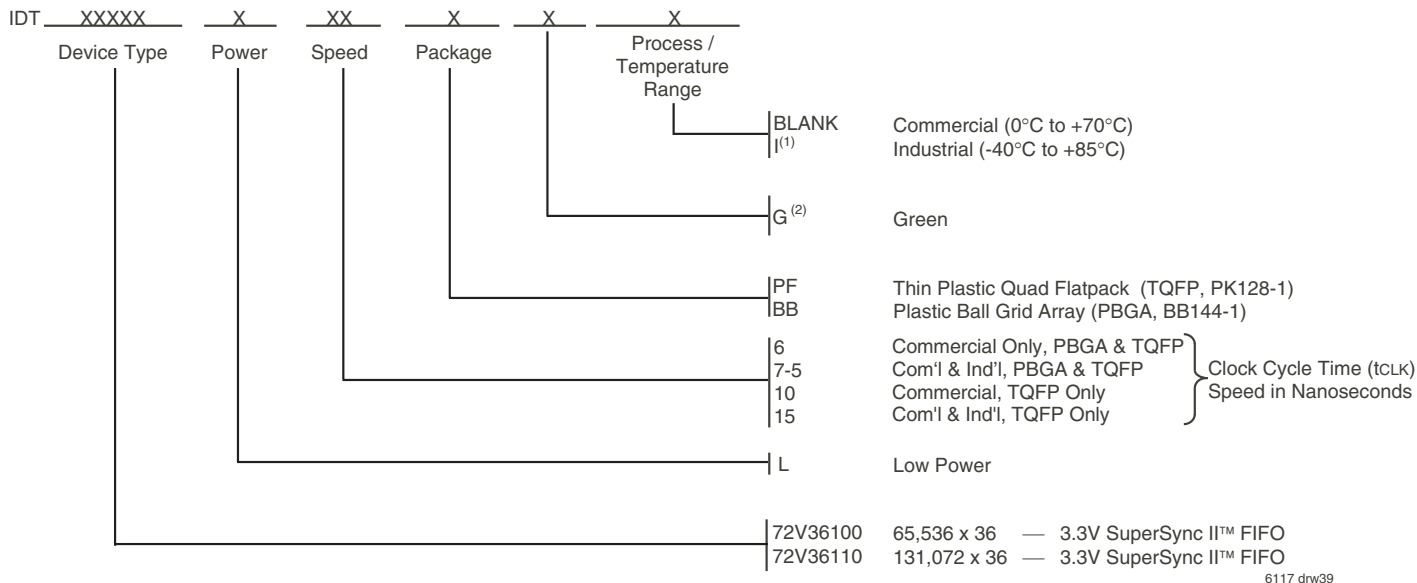 IDT XXXXX X XX X X X
Device Type Power Speed Package Process /
Temperature
Range
BLANK Commercial (0°C to +70°C)
I(1) Industrial (-40°C to +85°C)
G (2) Green
PF Thin Plastic Quad Flatpack (TQFP, PK128-1)
BB Plastic Ball Grid Array (PBGA, BB144-1)
6 Commercial Only, PBGA & TQFP
7-5 Com‘l & Ind’l, PBGA & TQFP Clock Cycle Time (tCLK)
10 Commercial, TQFP Only Speed in Nanoseconds
15 Com'l & Ind'l, TQFP Only
L Low Power
72V36100 65,536 x 36 — 3.3V SuperSync II™ FIFO
72V36110 131,072 x 36 — 3.3V SuperSync II™ FIFO
6117 drw39